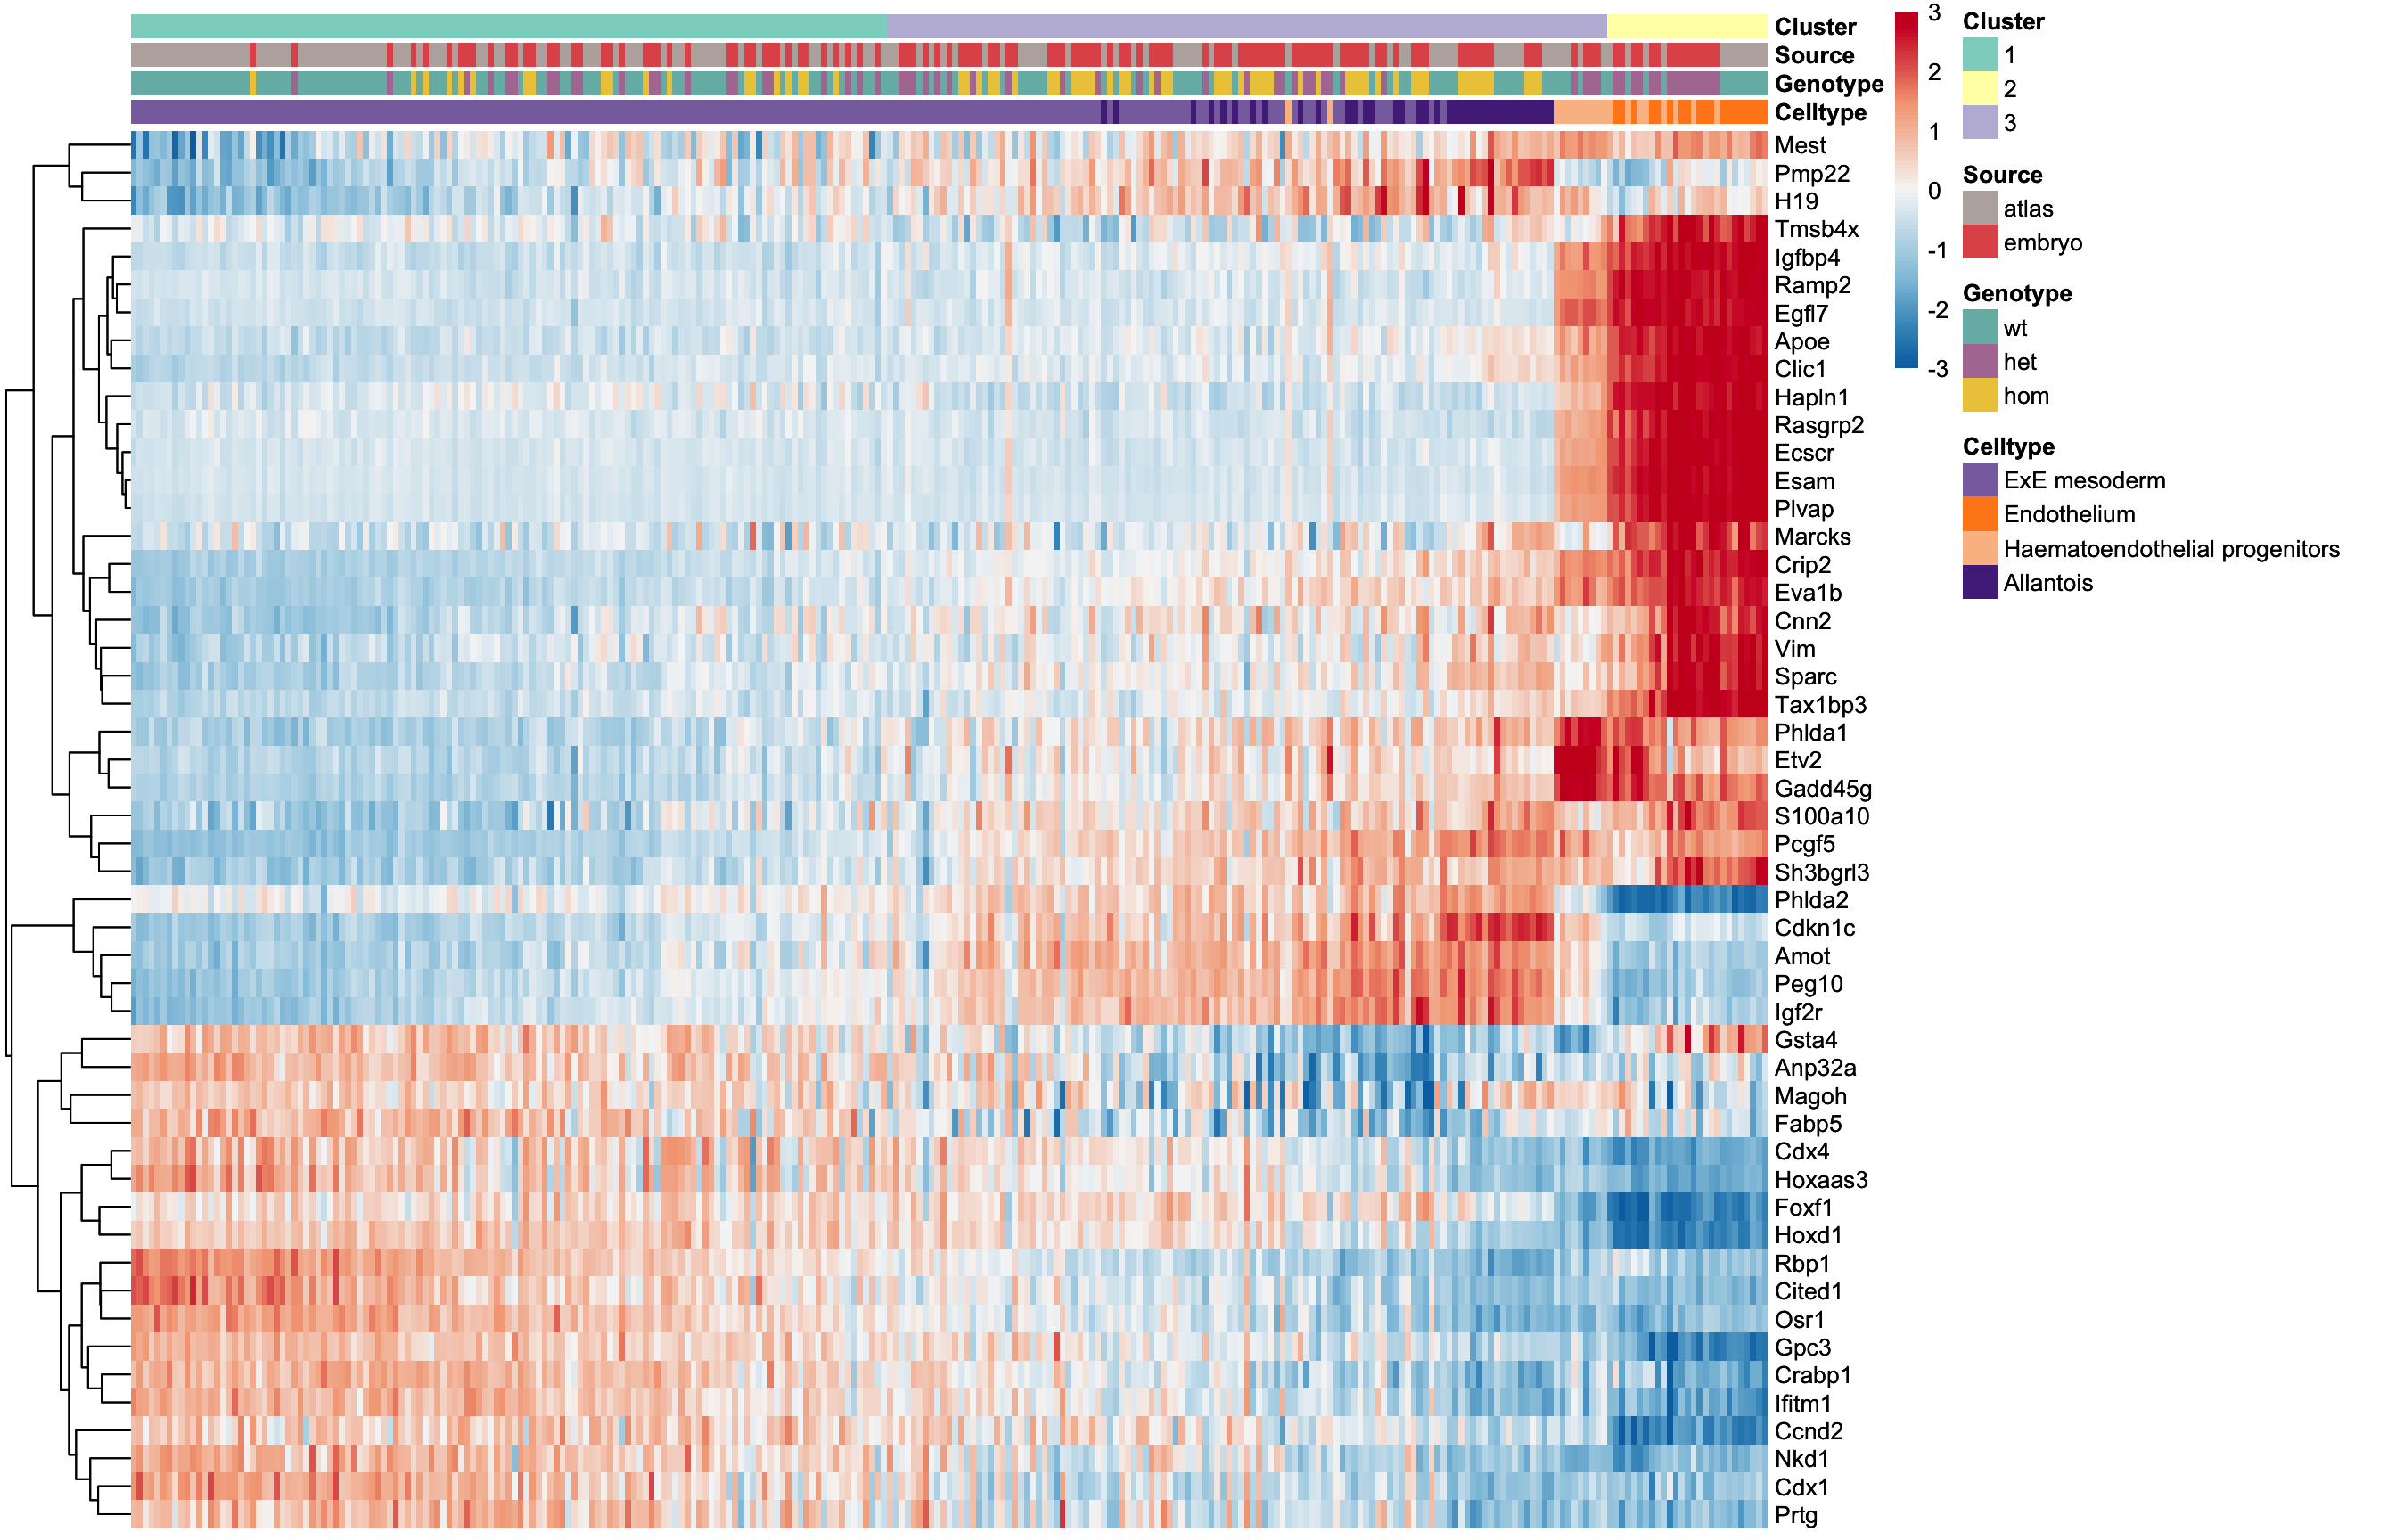 Cluster
Source
Genotype
Celltype
Mest
Pmp22
H19
Tmsb4x
Igfbp4
Ramp2
Egfl7
Apoe
Clic1
Hapln1
Rasgrp2
Ecscr
Esam
Plvap
Marcks
Crip2
Eva1b
Cnn2
Vim
Sparc
Tax1bp3
Phlda1
Etv2
Gadd45g
S100a10
Pcgf5
Sh3bgrl3
Phlda2
Cdkn1c
Amot
Peg10
Igf2r
Gsta4
Anp32a
Magoh
Fabp5
Cdx4
Hoxaas3
Foxf1
Hoxd1
Rbp1
Cited1
Osr1
Gpc3
Crabp1
Ifitm1
Ccnd2
Nkd1
Cdx1
Prtg
3
2
1
0
-1
-2
-3
Cluster
1
2
3
Source
atlas
embryo
Genotype
wt
het
hom
Celltype
ExE mesoderm
Endothelium
Haematoendothelial progenitors
Allantois